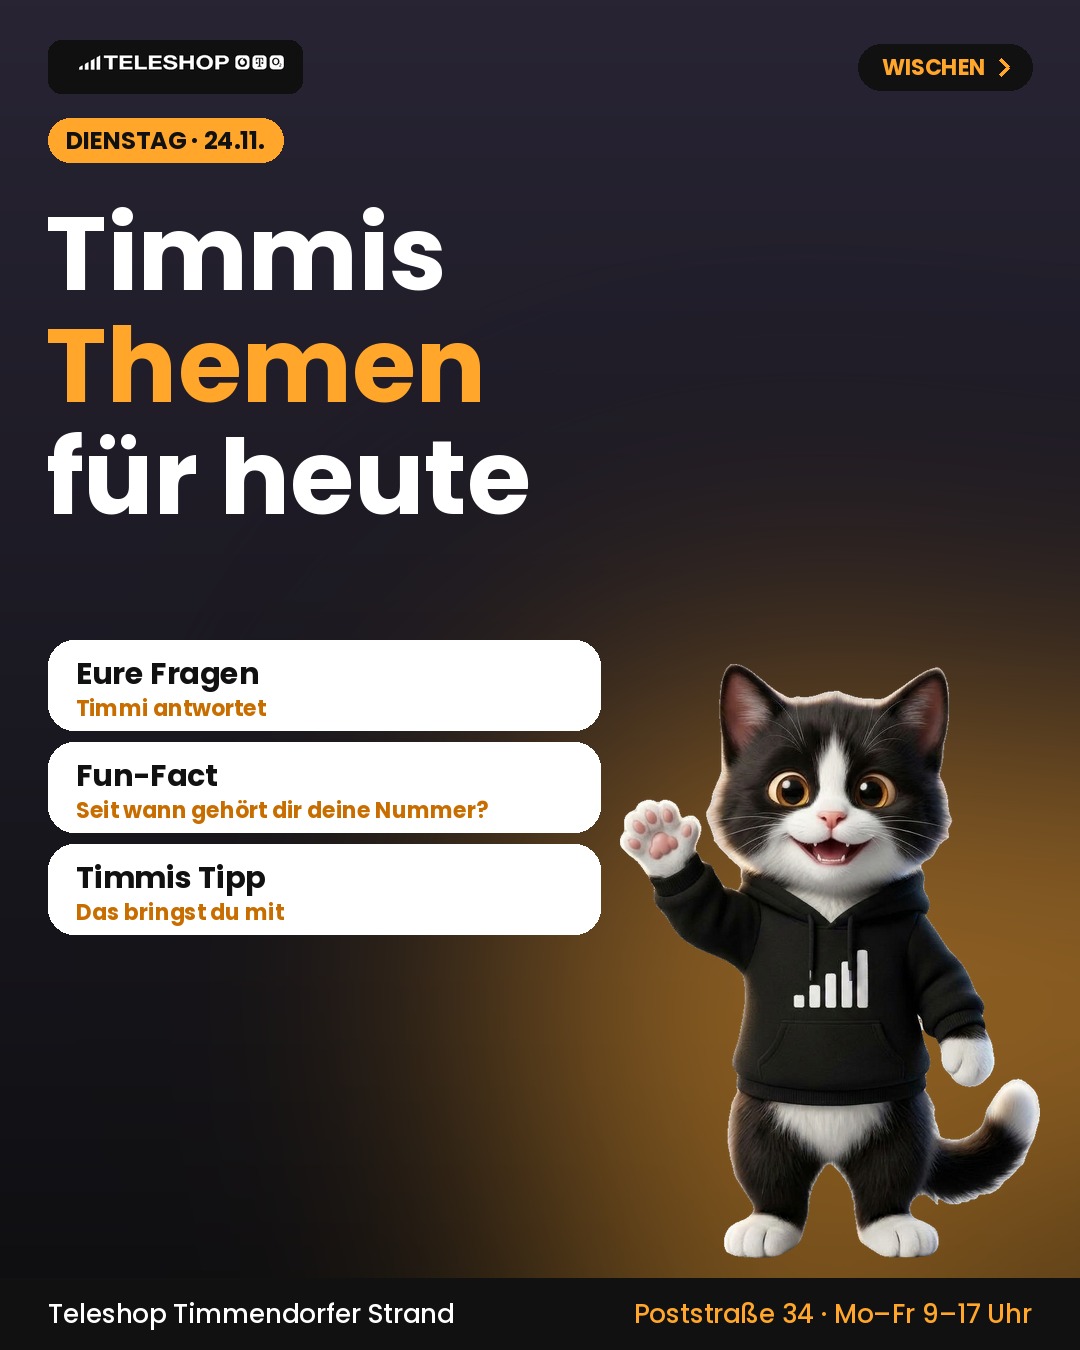 TELESHOP
WISCHEN
DIENSTAG · 24.11.
Timmis
Themen
für heute
Eure Fragen
Timmi antwortet
Fun-Fact
Seit wann gehört dir deine Nummer?
Timmis Tipp
Das bringst du mit
Teleshop Timmendorfer Strand
Poststraße 34 · Mo–Fr 9–17 Uhr